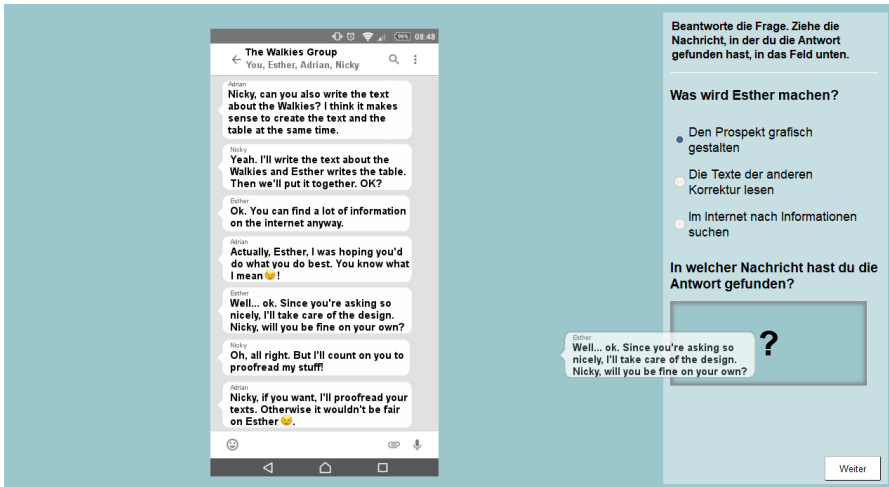 96% 08:48
The Walkies Group
You, Esther, Adrian, Nicky
Adrian
Nicky, can you also write the text
about the Walkies? I think it makes
sense to create the text and the
table at the same time.
Nicky
Yeah. I'll write the text about the
Walkies and Esther writes the table.
Then we'll put it together. OK?
Esther
Ok. You can find a lot of information
on the internet anyway.
Adrian
Actually, Esther, I was hoping you'd
do what you do best. You know what
I mean😉!
Esther
Well... ok. Since you're asking so
nicely, I'll take care of the design.
Nicky, will you be fine on your own?
Nicky
Oh, all right. But I'll count on you to
proofread my stuff!
Adrian
Nicky, if you want, I'll proofread your
texts. Otherwise it wouldn't be fair
on Esther😉.
Beantworte die Frage. Ziehe die
Nachricht, in der du die Antwort
gefunden hast, in das Feld unten.
Was wird Esther machen?
Den Prospekt grafisch
gestalten
Die Texte der anderen
Korrektur lesen
Im Internet nach Informationen
suchen
In welcher Nachricht hast du die
Antwort gefunden?
?
Esther
Well... ok. Since you're asking so
nicely, I'll take care of the design.
Nicky, will you be fine on your own?
Weiter